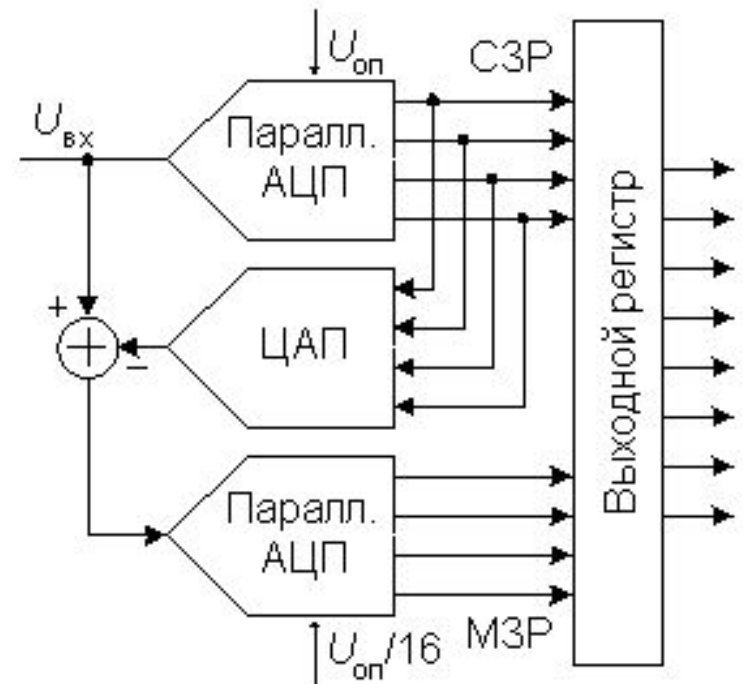 Uоп
СЗР
Uвх
Паралл.
АЦП
+
ЦАП
–
Паралл.
АЦП
МЗР
Uоп/16
Выходной регистр